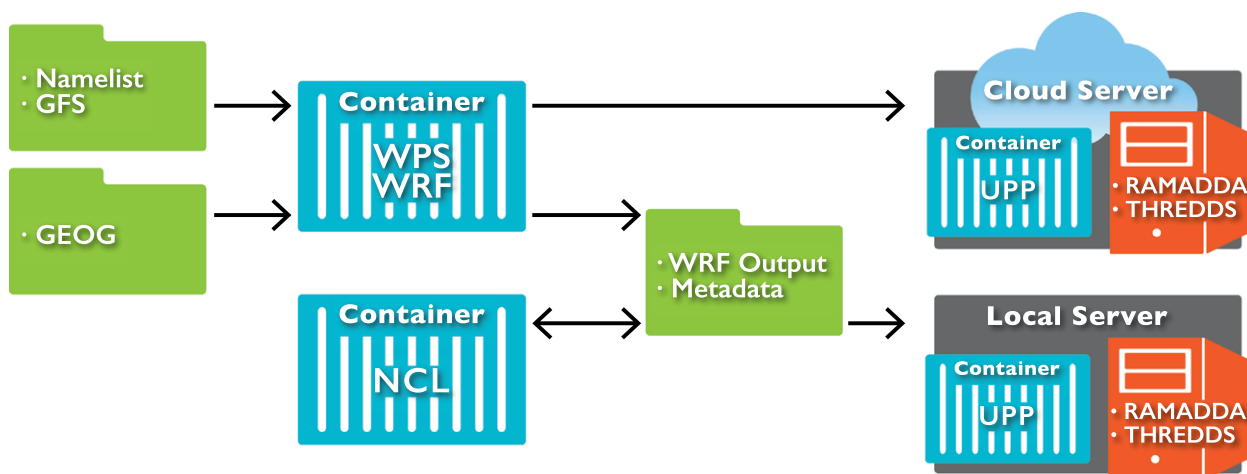 · Namelist
· GFS
· GEOG
Container
WPS
WRF
Container
NCL
· WRF Output
· Metadata
Cloud Server
Container
UPP
· RAMADDA
· THREDDS
Local Server
Container
UPP
· RAMADDA
· THREDDS